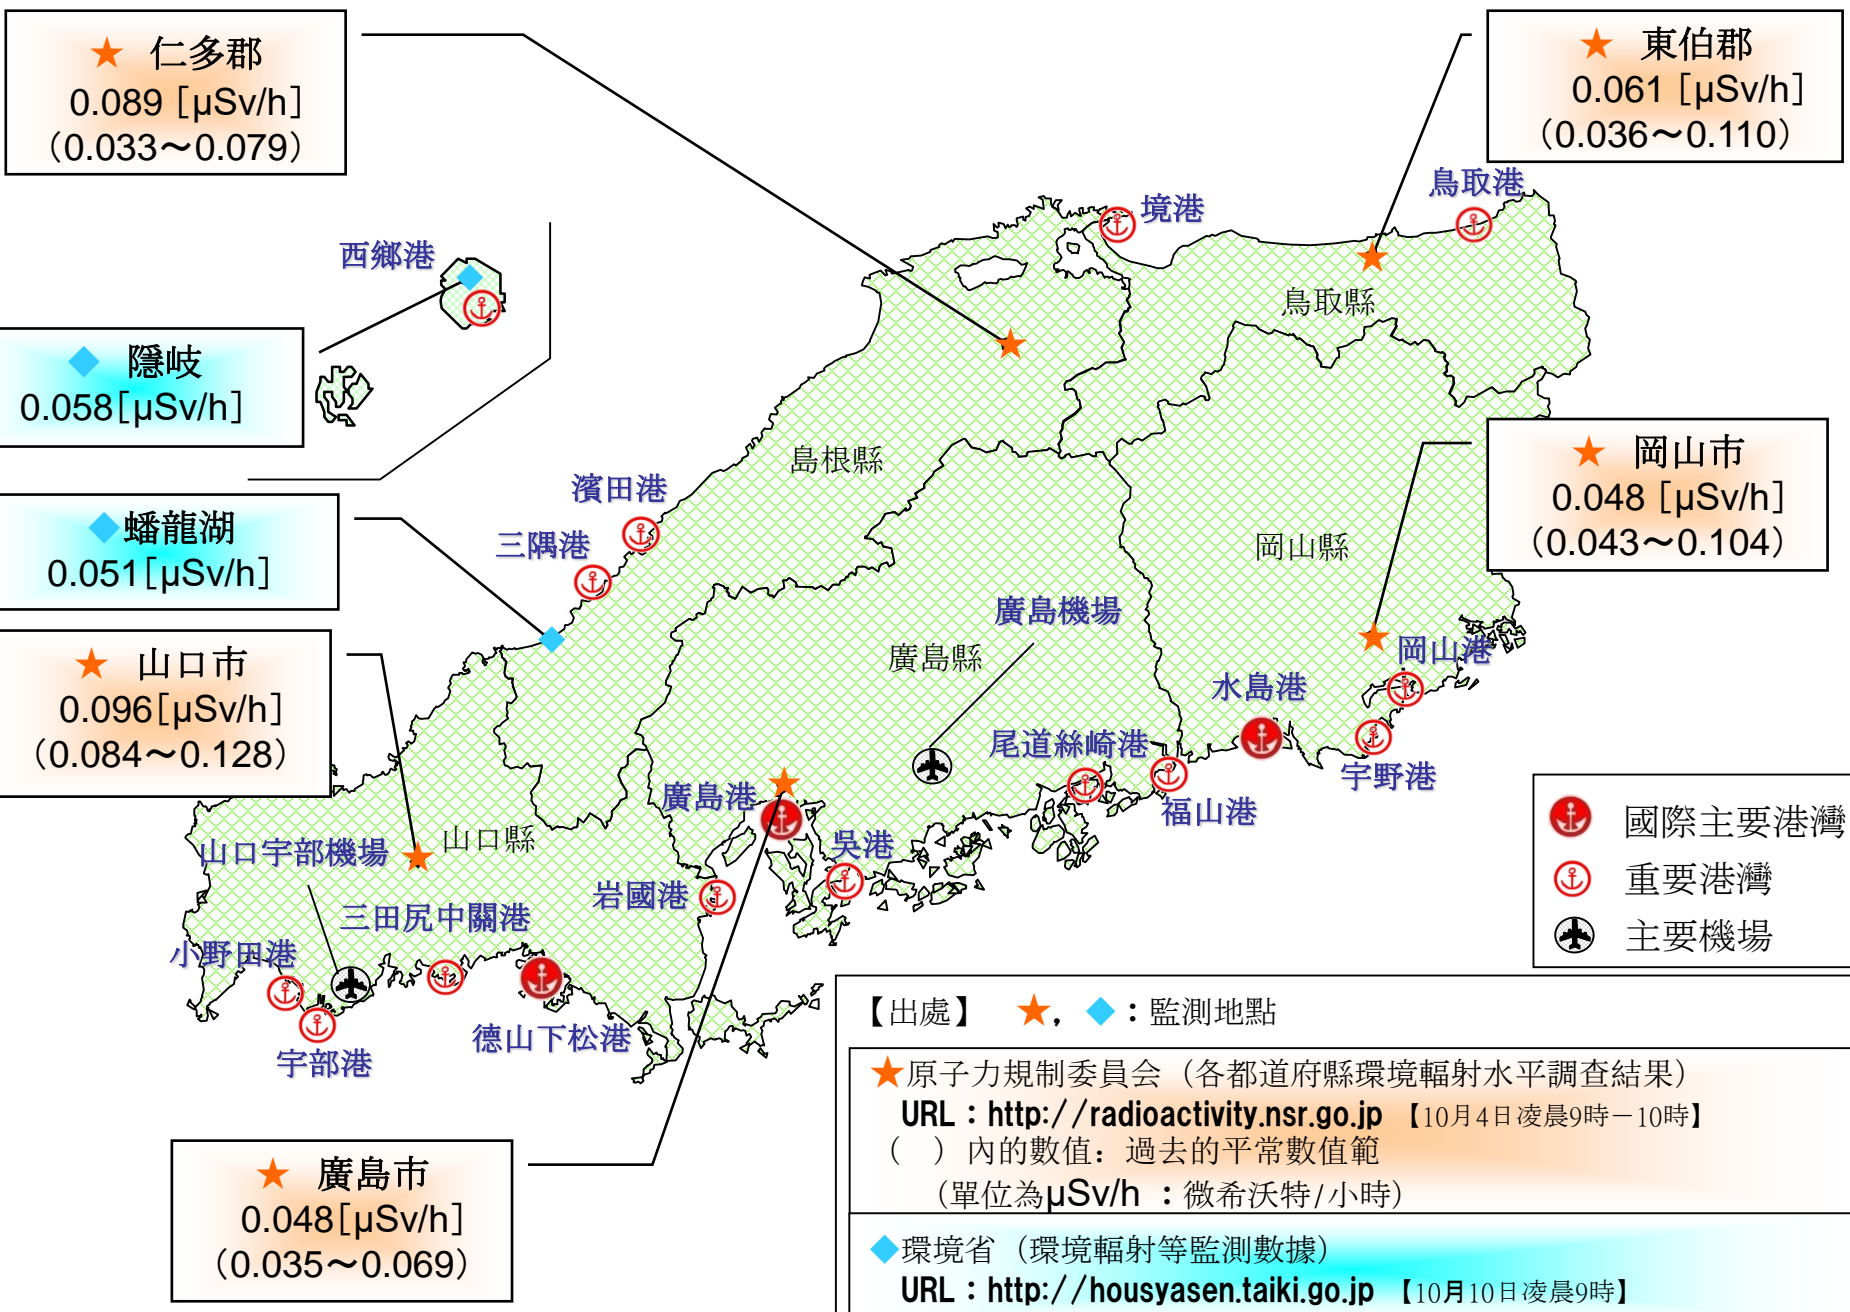 ★ 仁多郡
0.089 [μSv/h]
（0.033～0.079）
★ 東伯郡
0.061 [μSv/h]
（0.036～0.110）
鳥取港
境港
西鄉港
鳥取縣
◆ 隱岐
0.058[μSv/h]
島根縣
★ 岡山市
0.048 [μSv/h]
（0.043～0.104）
濱田港
三隅港
◆蟠龍湖
0.051[μSv/h]
岡山縣
廣島機場
廣島縣
岡山港
★ 山口市
0.096[μSv/h]
（0.084～0.128）
水島港
尾道絲崎港
宇野港
福山港
廣島港
山口縣
山口宇部機場
吳港
岩國港
三田尻中關港
小野田港
德山下松港
宇部港
國際主要港灣
重要港灣
主要機場
【出處】 ★，◆：監測地點
★原子力規制委員会（各都道府縣環境輻射水平調查結果）
URL：http://radioactivity.nsr.go.jp 【10月4日凌晨9時－10時】
（　）內的數值：過去的平常數值範
（單位為μSv/h ：微希沃特/小時）
◆環境省（環境輻射等監測數據）
URL：http://housyasen.taiki.go.jp 【10月10日凌晨9時】
★ 廣島市
0.048[μSv/h]
（0.035～0.069）